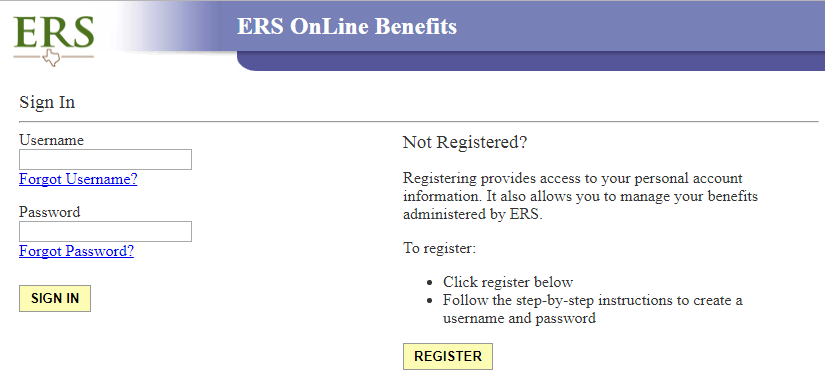 ERS
ERS OnLine Benefits
Sign In
Username
Forgot Username?
Password
Forgot Password?
SIGN IN
Not Registered?
Registering provides access to your personal account
information. It also allows you to manage your benefits
administered by ERS.
To register:
• Click register below
• Follow the step-by-step instructions to create a
username and password
REGISTER